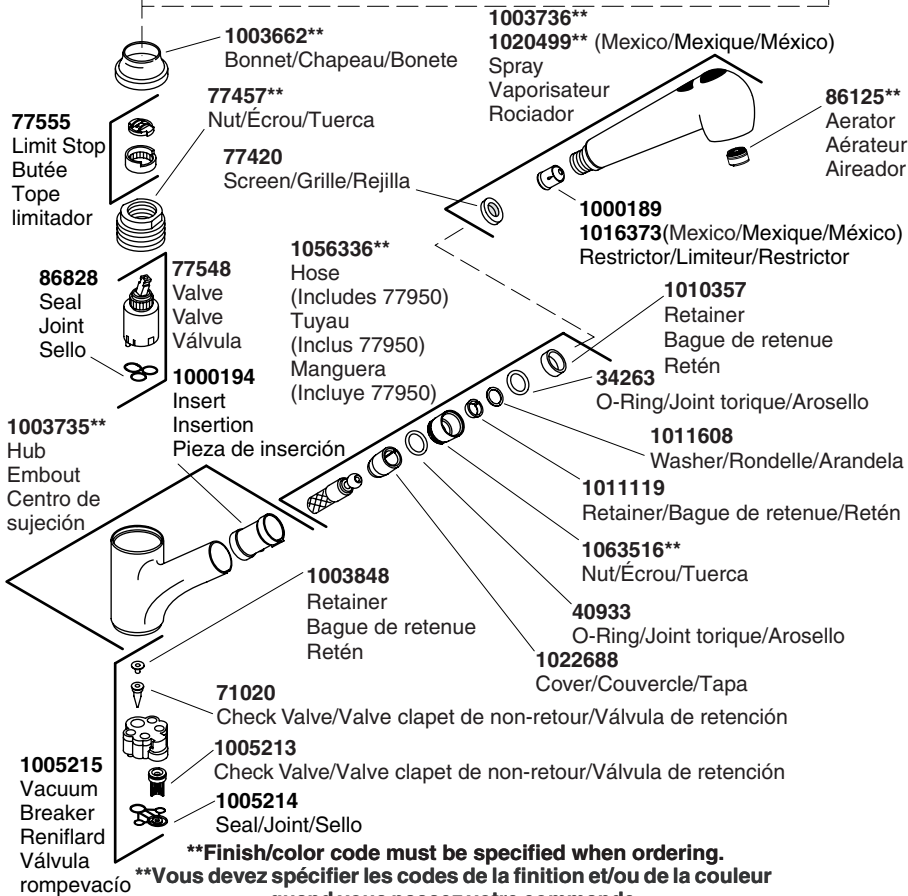 1003662**
Bonnet/Chapeau/Bonete
1003736**
1020499** (Mexico/Mexique/México)
Spray
Vaporisateur
Rociador
77457**
Nut/Écrou/Tuerca
77555
Limit Stop
Butée
Tope
limitador
86125**
Aerator
Aérateur
Aireador
77420
Screen/Grille/Rejilla
1000189
1016373(Mexico/Mexique/México)
Restrictor/Limiteur/Restrictor
86828
Seal
Joint
Sello
77548
Valve
Valve
Válvula
1056336**
Hose
(Includes 77950)
Tuyau
(Inclus 77950)
Manguera
(Incluye 77950)
1010357
Retainer
Bague de retenue
Retén
1000194
Insert
Insertion
Pieza de inserción
34263
O-Ring/Joint torique/Arosello
1003735**
Hub
Embout
Centro de
sujeción
1011608
Washer/Rondelle/Arandela
1011119
Retainer/Bague de retenue/Retén
1063516**
Nut/Écrou/Tuerca
1003848
Retainer
Bague de retenue
Retén
40933
O-Ring/Joint torique/Arosello
1022688
Cover/Couvercle/Tapa
71020
Check Valve/Valve clapet de non-retour/Válvula de retención
1005213
Check Valve/Valve clapet de non-retour/Válvula de retención
1005215
Vacuum
Breaker
Reniflard
Válvula
rompevacío
1005214
Seal/Joint/Sello
**Finish/color code must be specified when ordering.
**Vous devez spécifier les codes de la finition et/ou de la couleur
quand vous passez votre commande